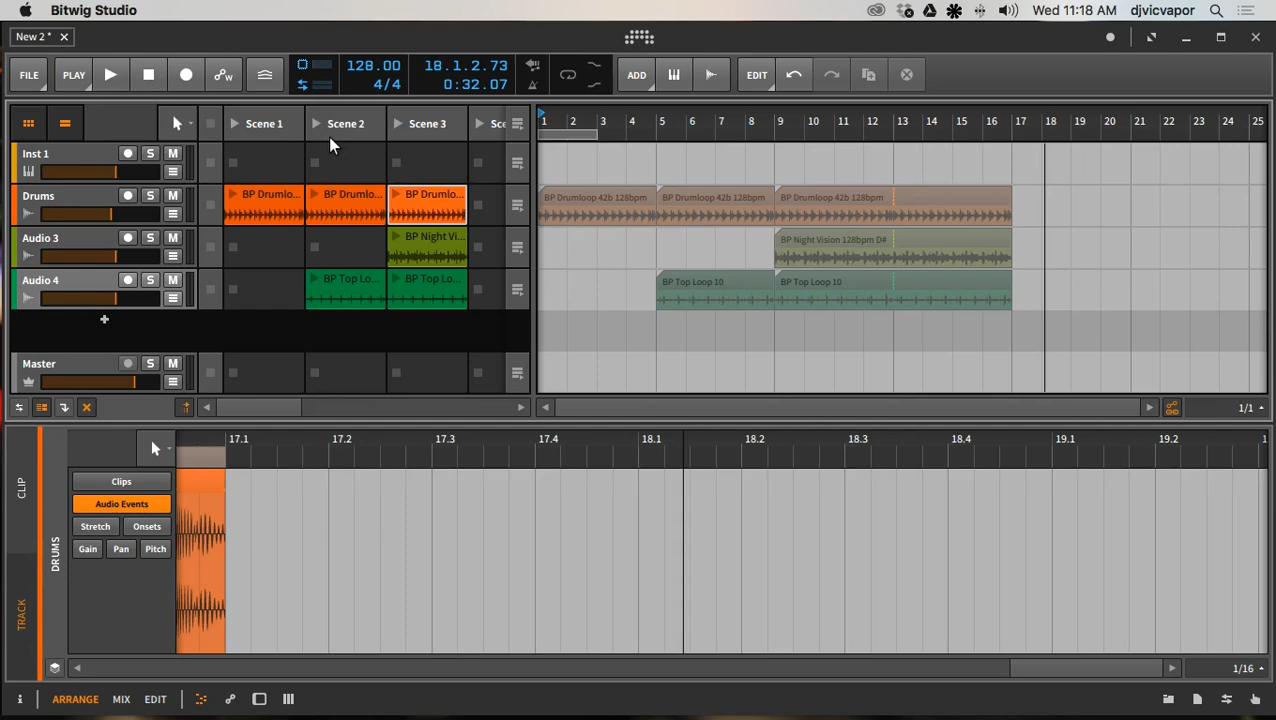 Bitwig Studio Wed 11:18 AM djvicvapor
New 2 *
FILE PLAY 128.00 4/4 18.1.2.73 0:32.07 ADD EDIT
Scene 1 Scene 2 Scene 3 Sce
1 2 3 4 5 6 7 8 9 10 11 12 13 14 15 16 17 18 19 20 21 22 23 24 25
Inst 1 S M
Drums S M BP Drumlo... BP Drumlo... BP Drumlo... BP Drumloop 42b 128bpm BP Drumloop 42b 128bpm BP Drumloop 42b 128bpm
Audio 3 S M BP Night Vi... BP Night Vision 128bpm D#
Audio 4 S M BP Top Lo... BP Top Lo... BP Top Loop 10 BP Top Loop 10
Master S M
1/1
17.1 17.2 17.3 17.4 18.1 18.2 18.3 18.4 19.1 19.2 1
CLIP
TRACK
DRUMS
Clips
Audio Events
Stretch Onsets
Gain Pan Pitch
1/16
i ARRANGE MIX EDIT